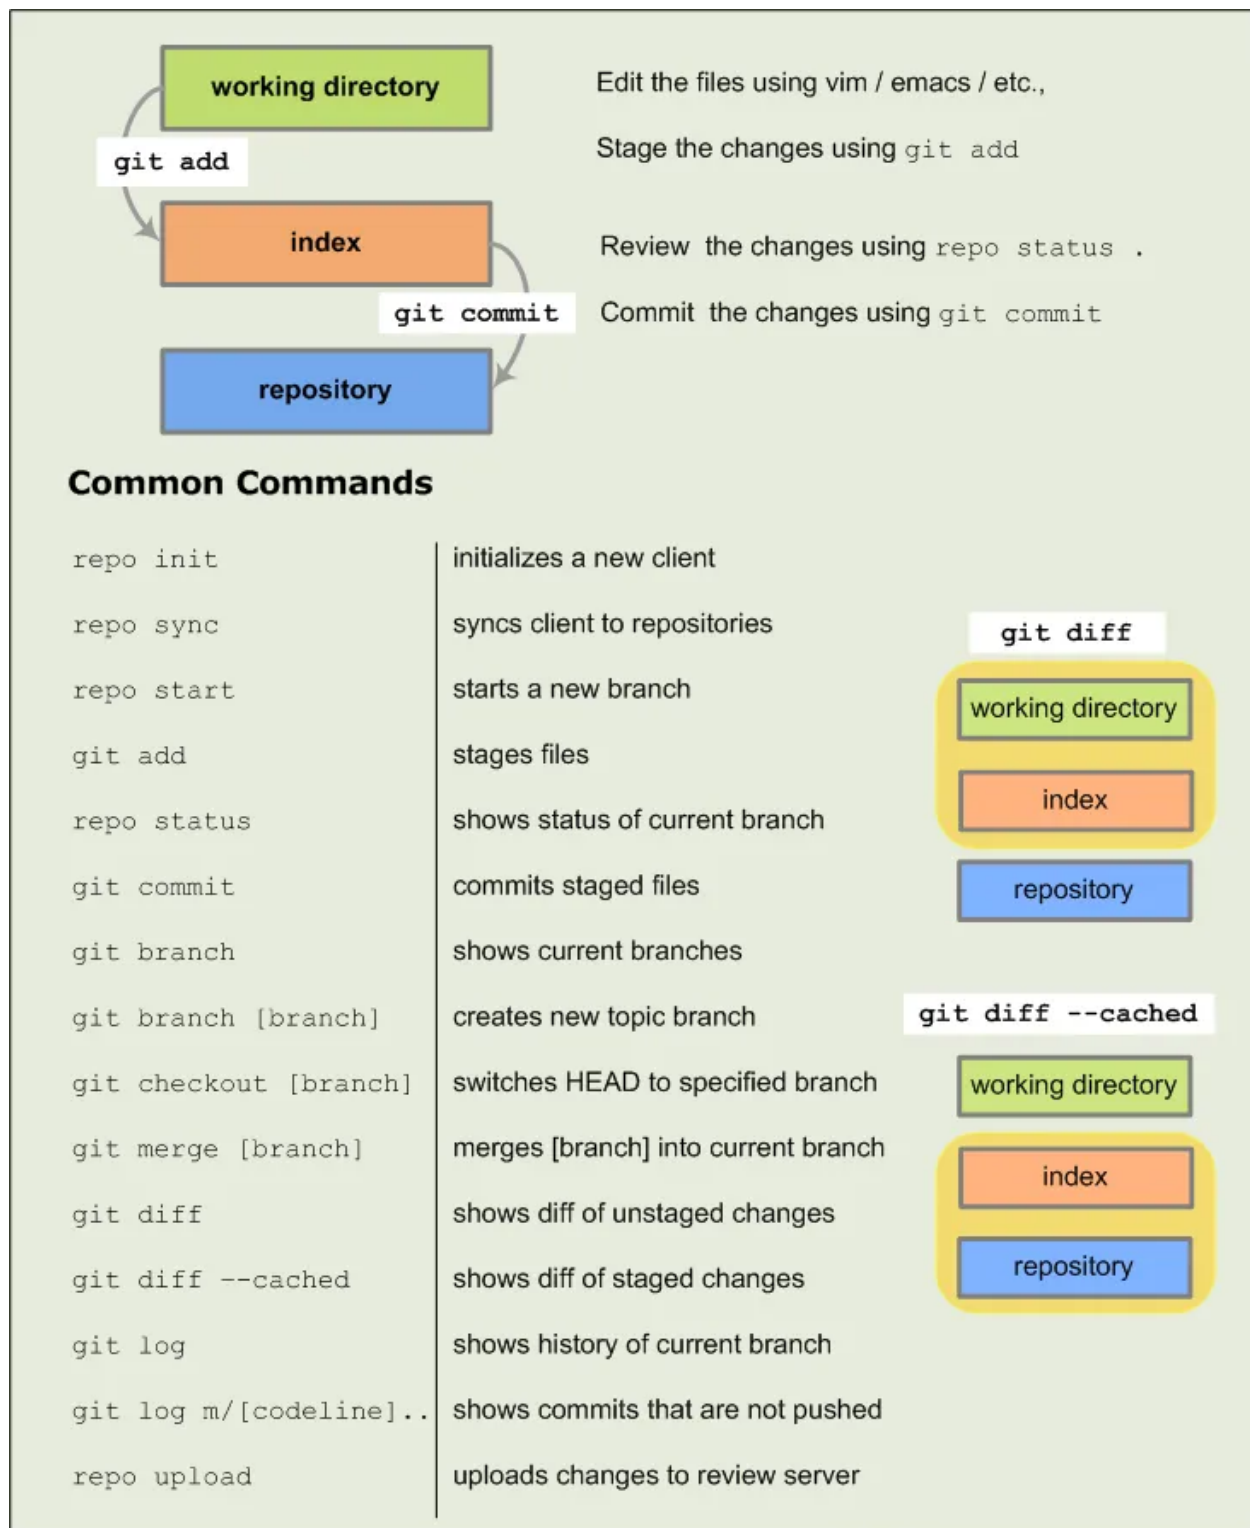 working directory
Edit the files using vim / emacs / etc.,
git add
Stage the changes using git add
index
Review the changes using repo status .
git commit
Commit the changes using git commit
repository
Common Commands
repo init initializes a new client
repo sync syncs client to repositories
repo start starts a new branch
git add stages files
repo status shows status of current branch
git commit commits staged files
git branch shows current branches
git branch [branch] creates new topic branch
git checkout [branch] switches HEAD to specified branch
git merge [branch] merges [branch] into current branch
git diff shows diff of unstaged changes
git diff --cached shows diff of staged changes
git log shows history of current branch
git log m/[codeline].. shows commits that are not pushed
repo upload uploads changes to review server
git diff
working directory
index
repository
git diff --cached
working directory
index
repository